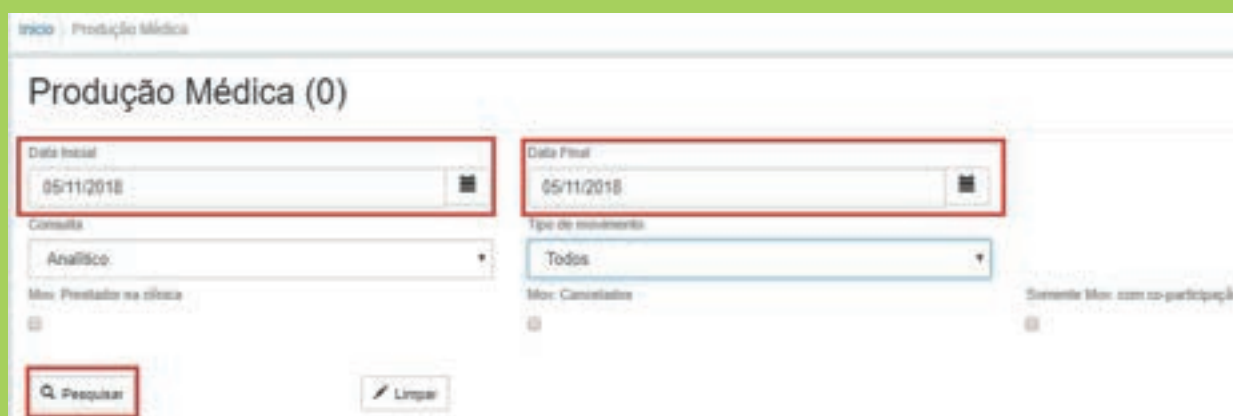 Início Produção Médica
Produção Médica (0)
Data Inicial Data Final
05/11/2018 05/11/2018
Consulta Tipo de movimento
Analítico Todos
Mov. Prestador na clínica Mov. Cancelados Somente Mov. com co-participaçã
Pesquisar Limpar